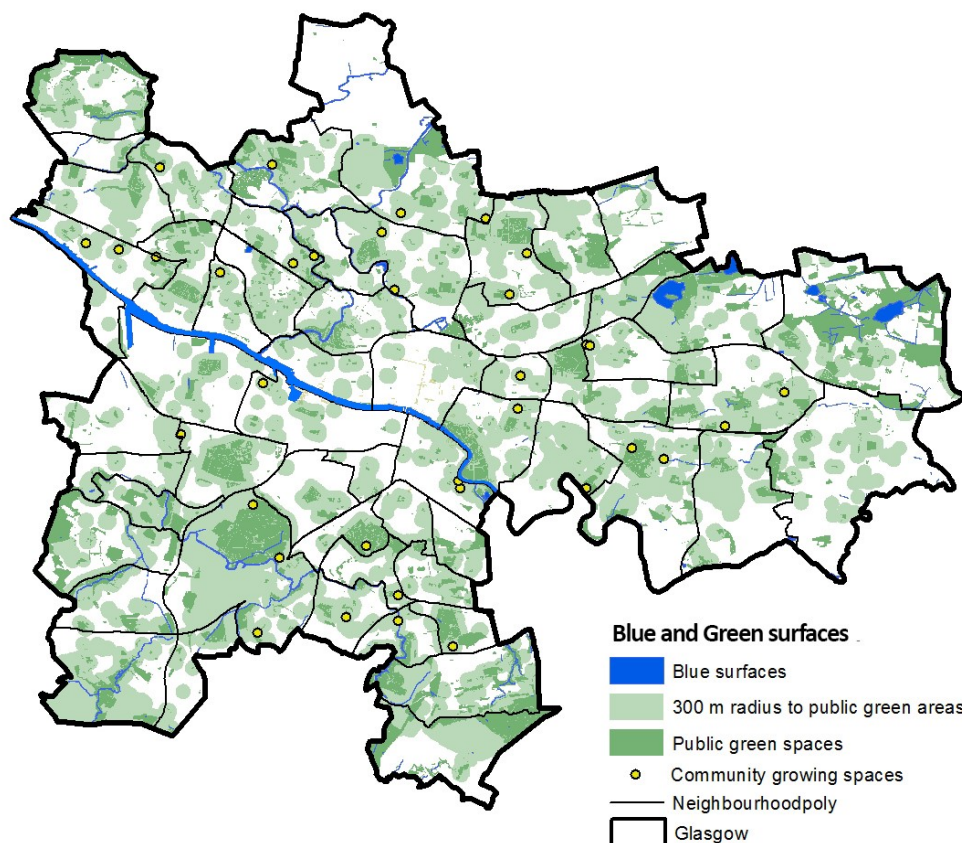 Blue and Green surfaces
Blue surfaces
300 m radius to public green areas
Public green spaces
Community growing spaces
Neighbourhoodpoly
Glasgow